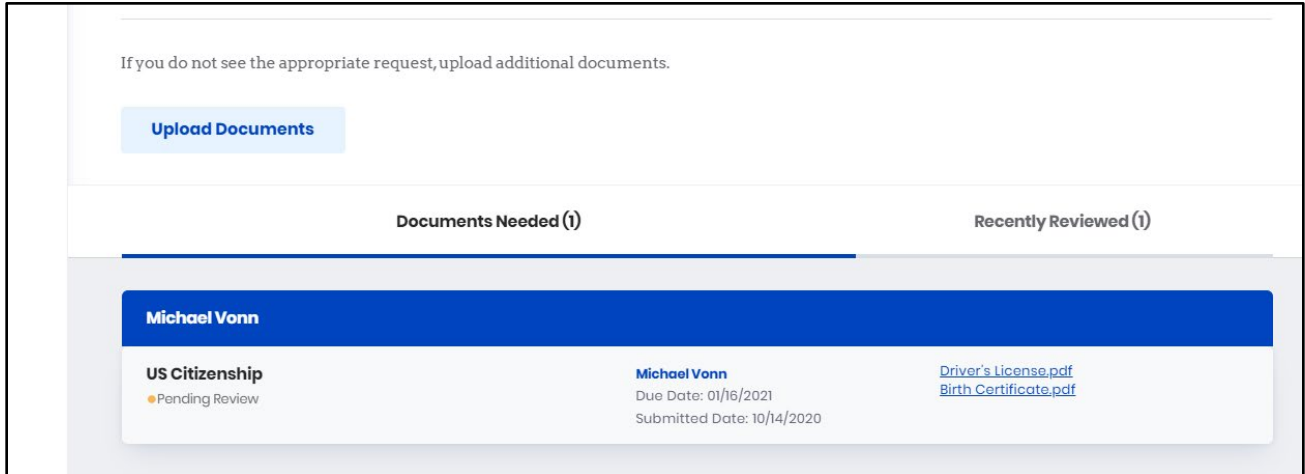 If you do not see the appropriate request, upload additional documents.
Upload Documents
Documents Needed (1)
Recently Reviewed (1)
Michael Vonn
US Citizenship
Pending Review
Michael Vonn
Due Date: 01/16/2021
Submitted Date: 10/14/2020
Driver's License.pdf
Birth Certificate.pdf